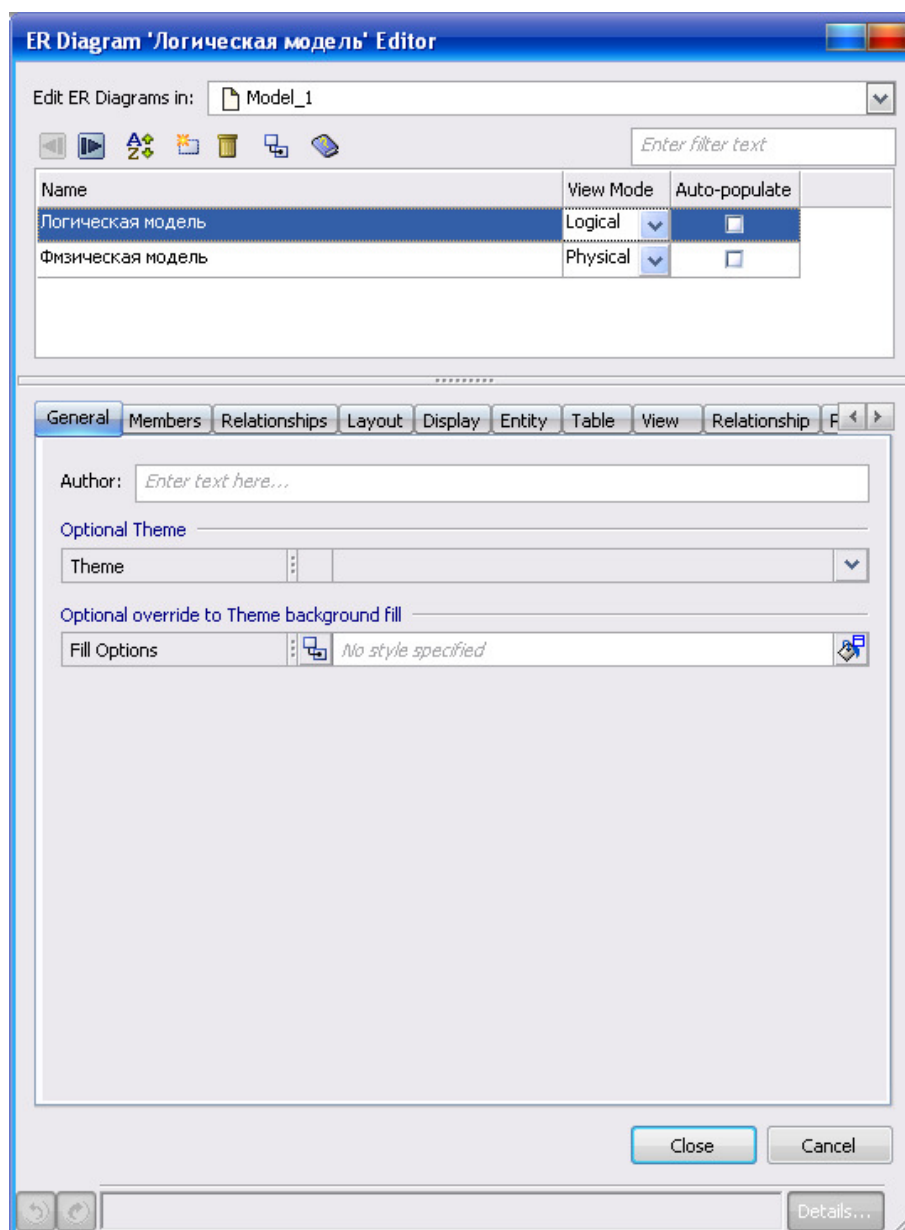 ER Diagram 'Логическая модель' Editor
Edit ER Diagrams in: Model_1
Enter filter text
Name View Mode Auto-populate
Логическая модель Logical
Фмзическая модель Physical
General Members Relationships Layout Display Entity Table View Relationship
Author: Enter text here...
Optional Theme
Theme
Optional override to Theme background fill
Fill Options No style specified
Close Cancel
Details...